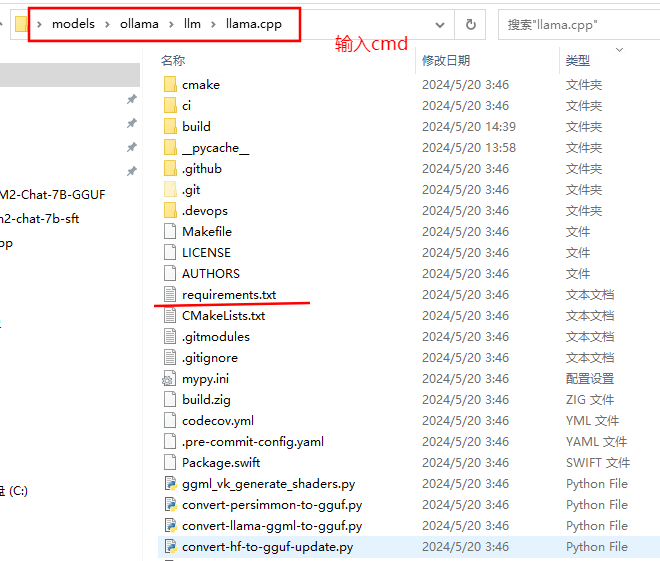 models > ollama > llm > llama.cpp
搜索"llama.cpp"
输入cmd
名称 修改日期 类型
cmake 2024/5/20 3:46 文件夹
ci 2024/5/20 3:46 文件夹
build 2024/5/20 14:39 文件夹
__pycache__ 2024/5/20 13:58 文件夹
.github 2024/5/20 3:46 文件夹
.git 2024/5/20 3:46 文件夹
.devops 2024/5/20 3:46 文件夹
Makefile 2024/5/20 3:46 文件
LICENSE 2024/5/20 3:46 文件
AUTHORS 2024/5/20 3:46 文件
requirements.txt 2024/5/20 3:46 文本文档
CMakeLists.txt 2024/5/20 3:46 文本文档
.gitmodules 2024/5/20 3:46 文本文档
.gitignore 2024/5/20 3:46 文本文档
mypy.ini 2024/5/20 3:46 配置设置
build.zig 2024/5/20 3:46 ZIG 文件
codecov.yml 2024/5/20 3:46 YML 文件
.pre-commit-config.yaml 2024/5/20 3:46 YAML 文件
Package.swift 2024/5/20 3:46 SWIFT 文件
ggml_vk_generate_shaders.py 2024/5/20 3:46 Python File
convert-persimmon-to-gguf.py 2024/5/20 3:46 Python File
convert-llama-ggml-to-gguf.py 2024/5/20 3:46 Python File
convert-hf-to-gguf-update.py 2024/5/20 3:46 Python File
M2-Chat-7B-GGUF
m2-chat-7b-sft
pp
(C:)